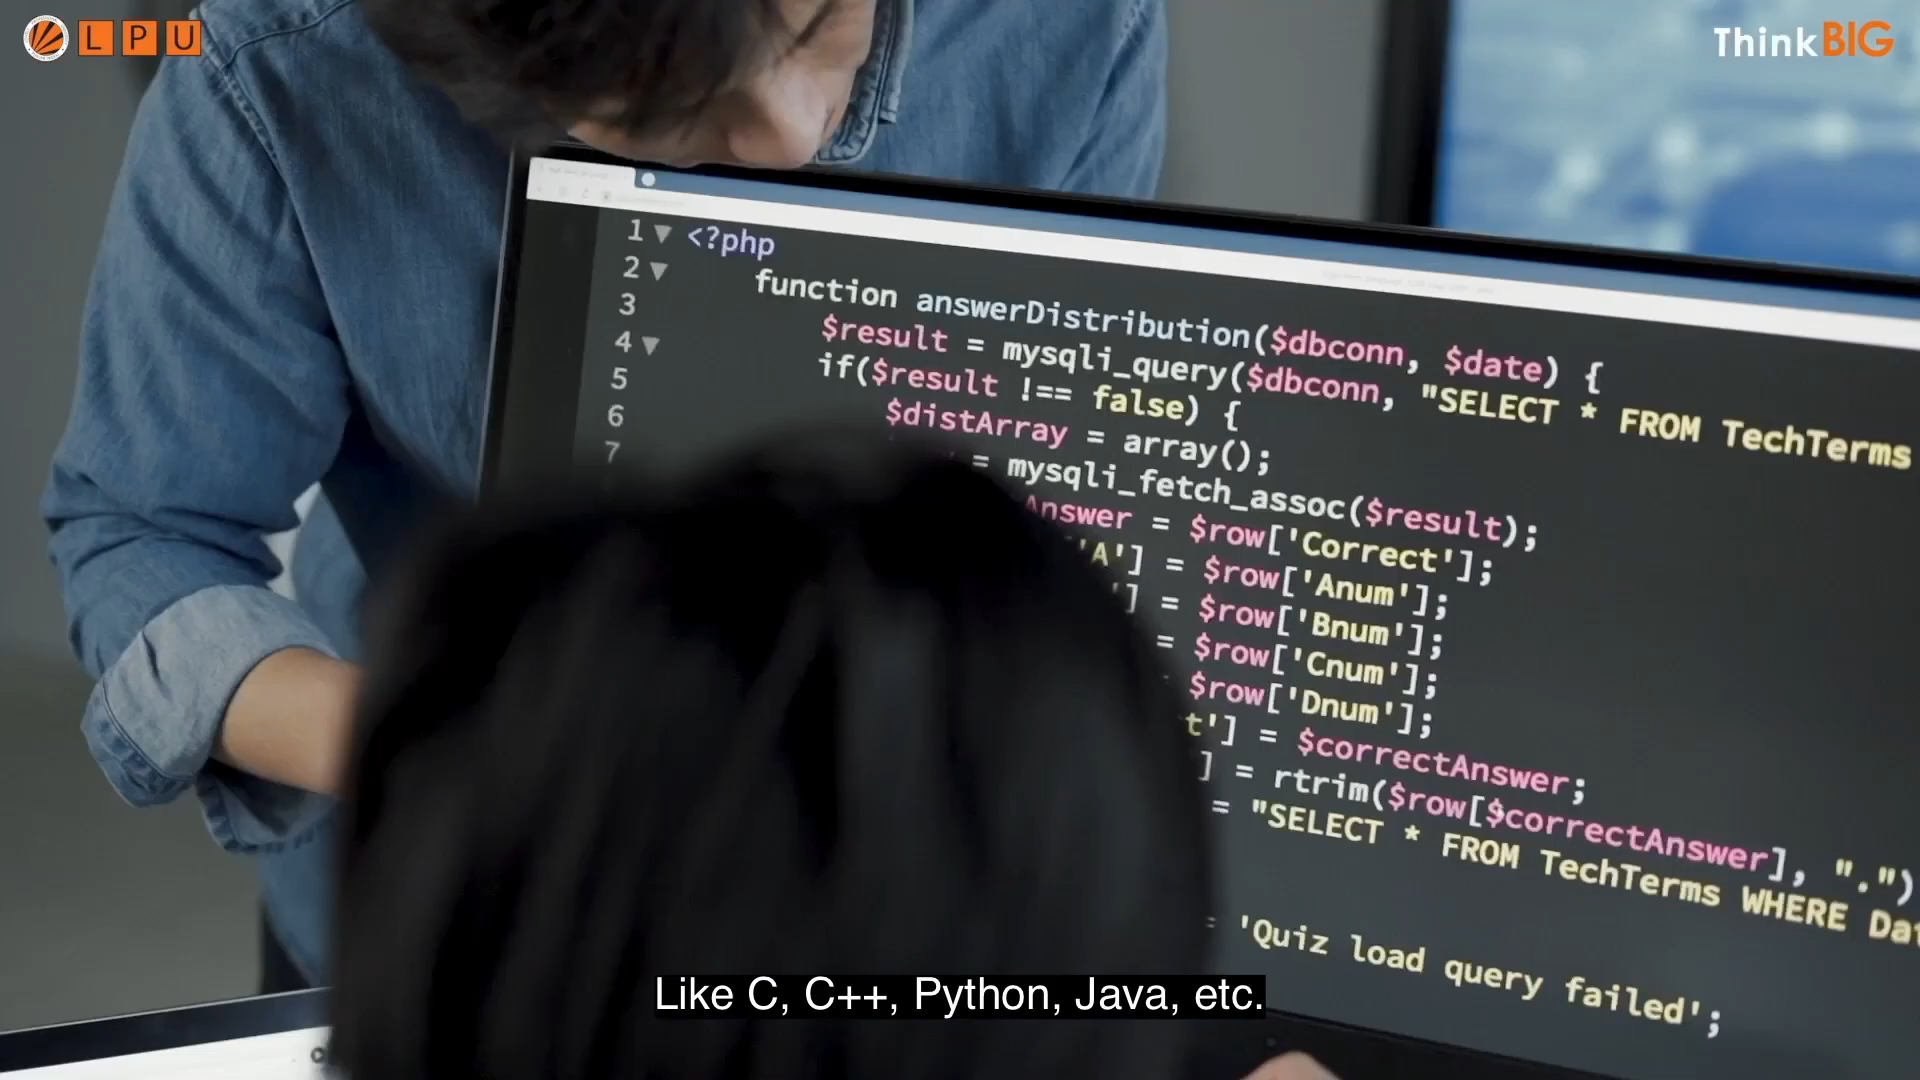 LPU
ThinkBIG
1 <?php
2 function answerDistribution($dbconn, $date) {
3 $result = mysqli_query($dbconn, "SELECT * FROM TechTerms
4 if($result !== false) {
5 $distArray = array();
6 = mysqli_fetch_assoc($result);
7 Answer = $row['Correct'];
'A'] = $row['Anum'];
'] = $row['Bnum'];
= $row['Cnum'];
$row['Dnum'];
t'] = $correctAnswer;
] = rtrim($row[$correctAnswer], ".")
= "SELECT * FROM TechTerms WHERE Dat
= 'Quiz load query failed';
Like C, C++, Python, Java, etc.